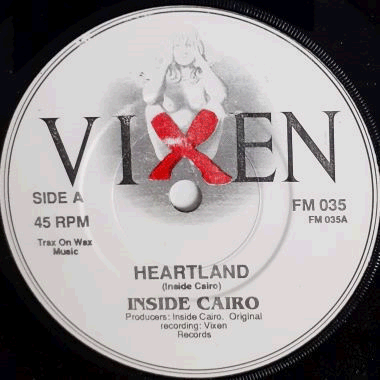 VIXEN
SIDE A
45 RPM
Trax On Wax
Music
FM 035
FM 035A
HEARTLAND
(Inside Cairo)
INSIDE CAIRO
Producers: Inside Cairo. Original
recording: Vixen
Records